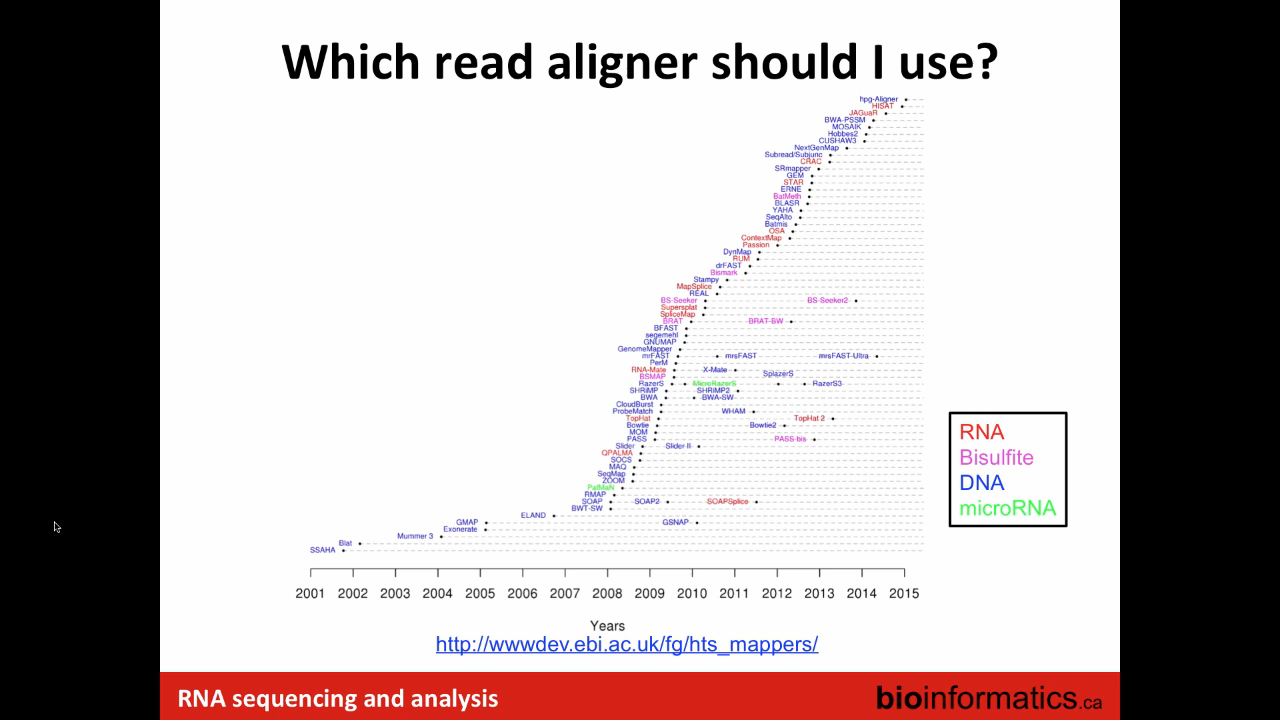 Which read aligner should I use?
hpg-Aligner
HISAT
JAGuaR
BWA-PSSM
MOSAIK
Hobbes2
CUSHAW3
NextGenMap
Subread/Subjunc
CRAC
SRmapper
GEM
STAR
ERNE
BatMeth
BLASR
YAHA
SeqAlto
Batmis
OSA
ContextMap
Passion
DynMap
RUM
drFAST
Bismark
Stampy
MapSplice
REAL
BS-Seeker BS-Seeker2
Supersplat
SpliceMap
BRAT BRAT-BW
BFAST
segemehl
GNUMAP
GenomeMapper
mrFAST mrsFAST mrsFAST-Ultra
PerM
RNA-Mate X-Mate
BSMAP SplazerS
RazerS MicroRazerS RazerS3
SHRiMP SHRiMP2
BWA BWA-SW
CloudBurst
ProbeMatch WHAM
TopHat TopHat 2
Bowtie Bowtie2
MOM
PASS PASS-bis
Slider Slider II
QPALMA
SOCS
MAQ
SeqMap
ZOOM
PatMaN
RMAP
SOAP SOAP2 SOAPSplice
BWT-SW
ELAND
GMAP GSNAP
Exonerate
Mummer 3
Blat
SSAHA
RNA
Bisulfite
DNA
microRNA
2001 2002 2003 2004 2005 2006 2007 2008 2009 2010 2011 2012 2013 2014 2015
Years
http://wwwdev.ebi.ac.uk/fg/hts_mappers/
RNA sequencing and analysis bioinformatics.ca